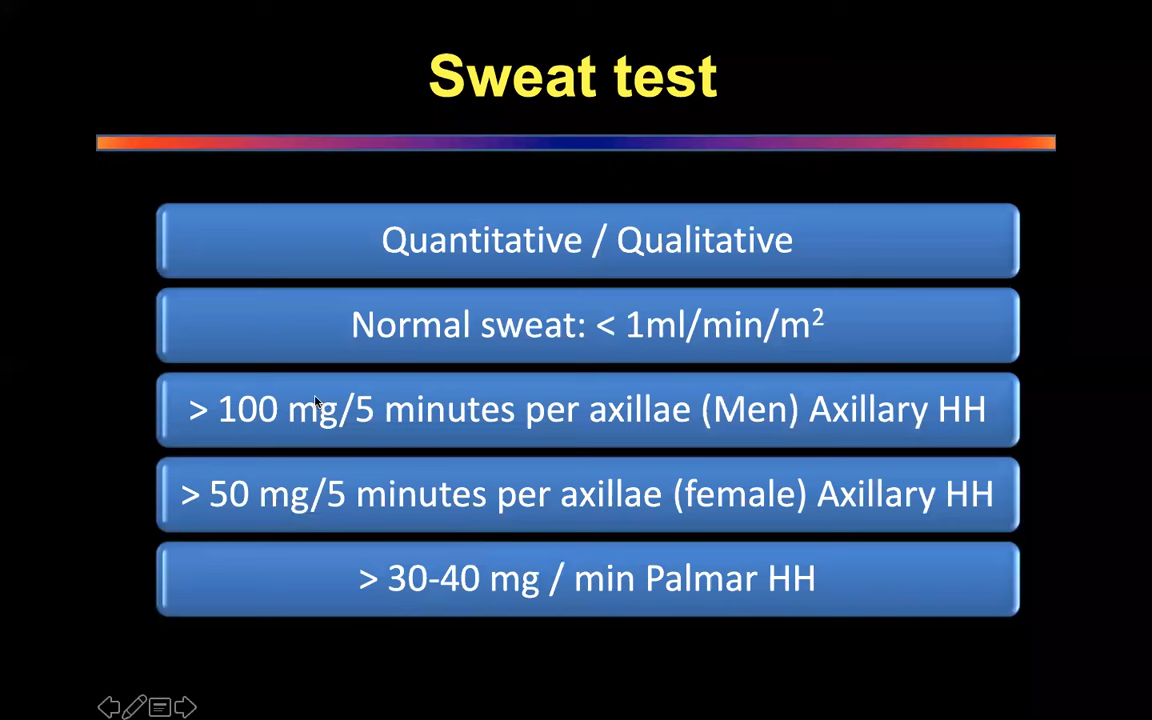 Sweat test
Quantitative / Qualitative
Normal sweat: < 1ml/min/m²
> 100 mg/5 minutes per axillae (Men) Axillary HH
> 50 mg/5 minutes per axillae (female) Axillary HH
> 30-40 mg / min Palmar HH